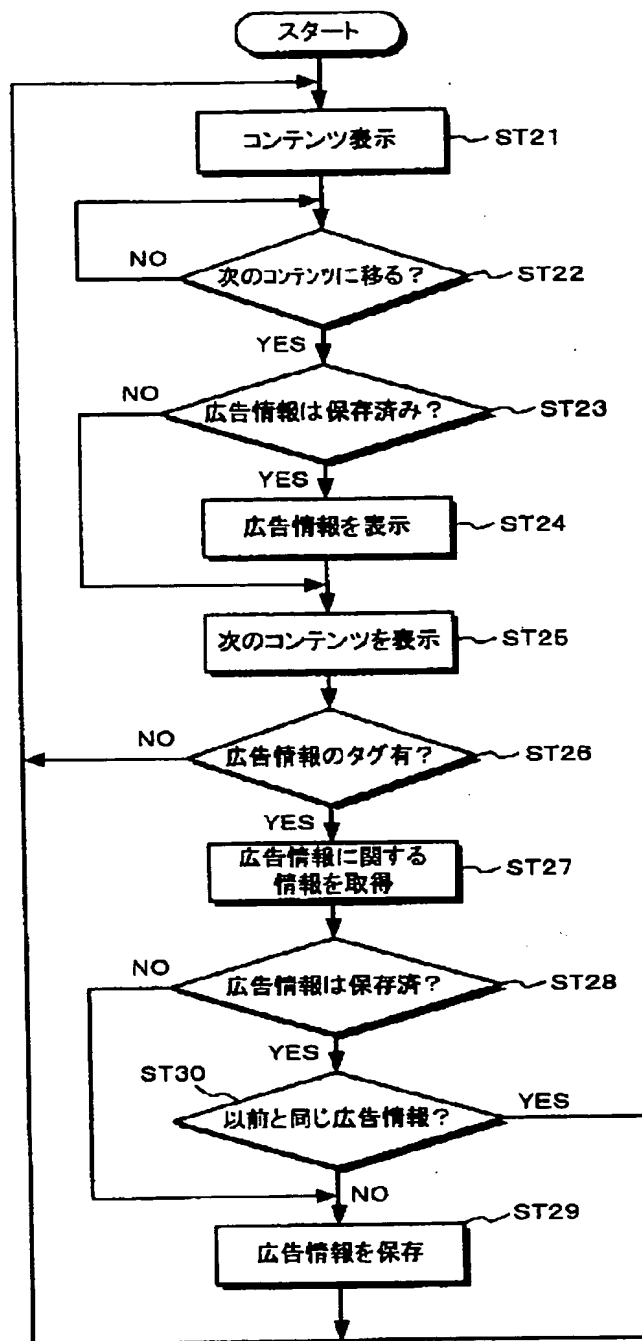 スタート
コンテンツ表示
ST21
NO
次のコンテンツに移る？
ST22
YES
NO
広告情報は保存済み？
ST23
YES
広告情報を表示
ST24
次のコンテンツを表示
ST25
NO
広告情報のタグ有？
ST26
YES
広告情報に関する
情報を取得
ST27
NO
広告情報は保存済？
ST28
YES
ST30
以前と同じ広告情報？
YES
NO
ST29
広告情報を保存